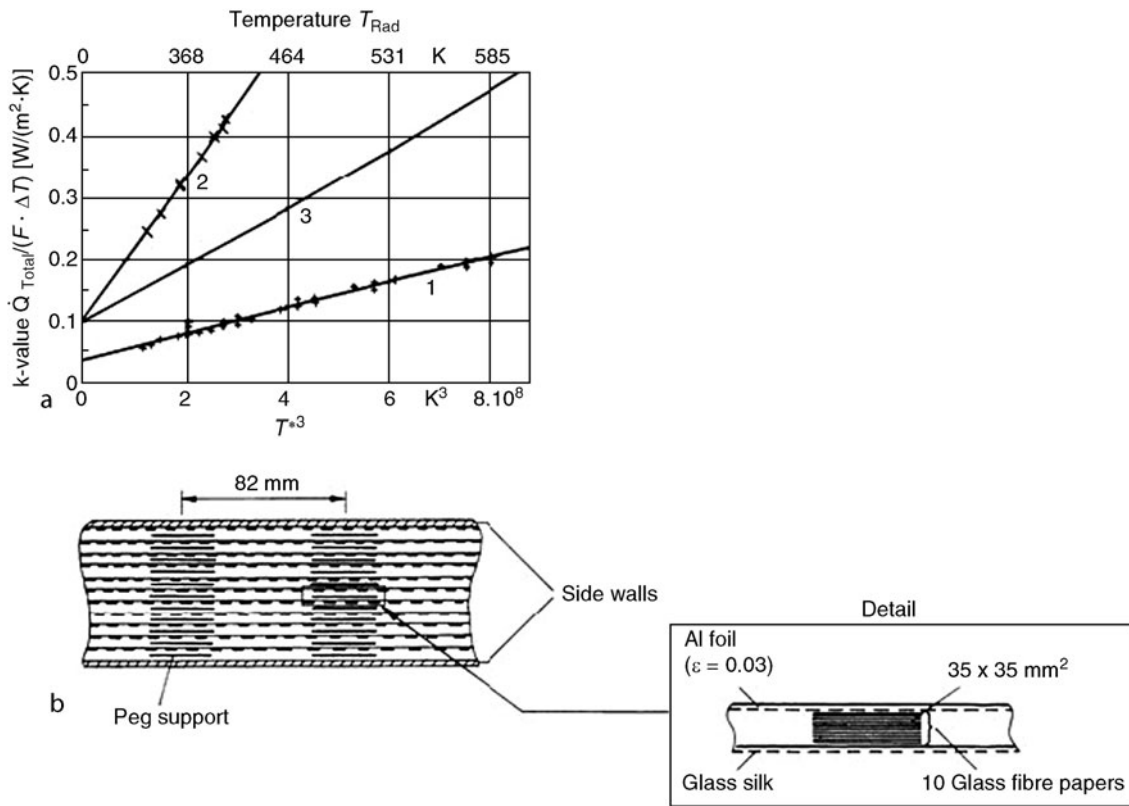 Temperature T_Rad
0 368 464 531 K 585
k-value Q̇_Total/(F · ΔT) [W/(m²·K)]
0.5
0.4
0.3
0.2
0.1
0
2
3
1
0 2 4 6 K³ 8.10⁸
T*³
a
82 mm
Side walls
Peg support
b
Detail
Al foil
(ε = 0.03)
35 x 35 mm²
Glass silk
10 Glass fibre papers